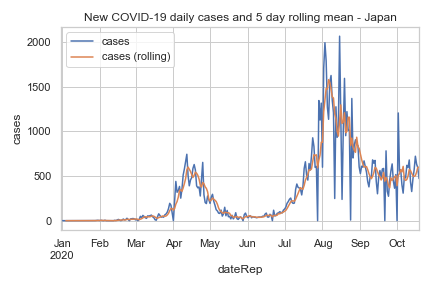 New COVID-19 daily cases and 5 day rolling mean - Japan
cases
cases (rolling)
cases
2000
1500
1000
500
0
Jan Feb Mar Apr May Jun Jul Aug Sep Oct
2020
dateRep